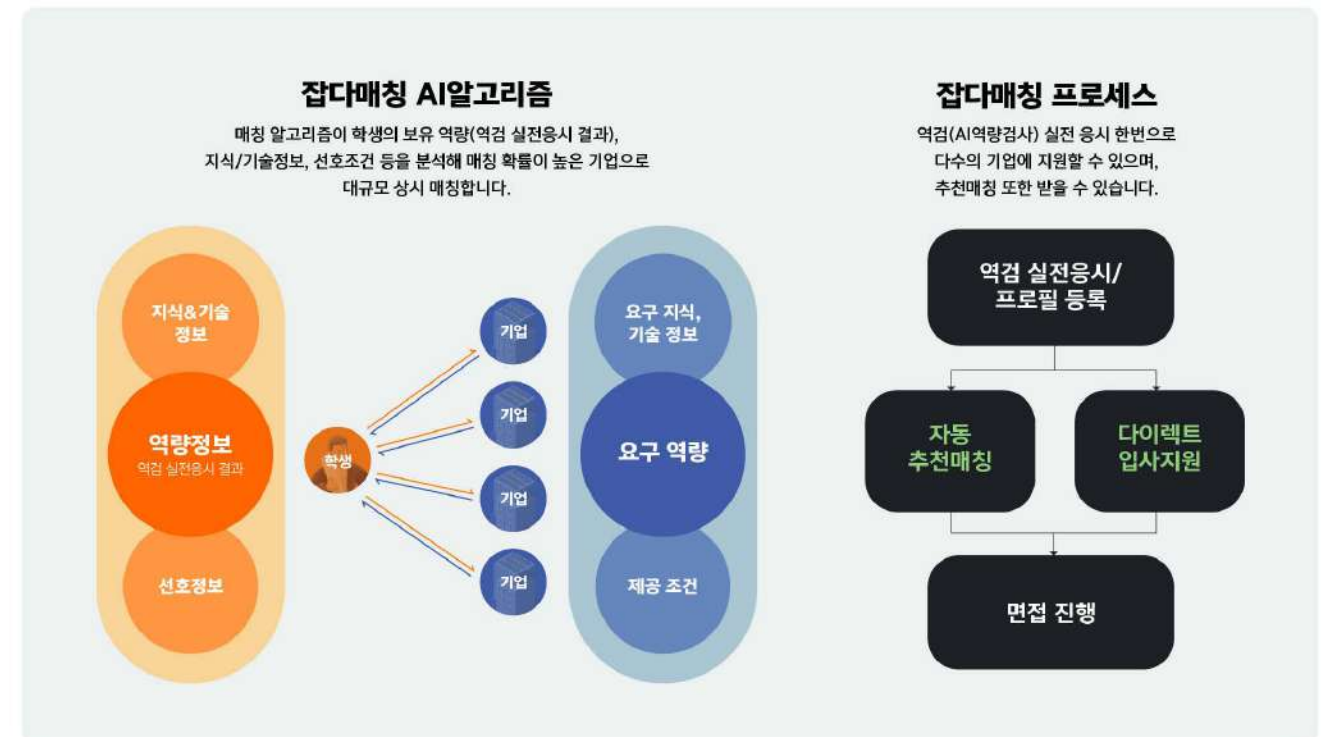 잡다매칭 AI알고리즘
매칭 알고리즘이 학생의 보유 역량(역검 실전응시 결과),
지식/기술정보, 선호조건 등을 분석해 매칭 확률이 높은 기업으로
대규모 상시 매칭합니다.
지식&기술
정보
역량정보
역검 실전응시 결과
선호정보
학생
기업
기업
기업
기업
요구 지식,
기술 정보
요구 역량
제공 조건
잡다매칭 프로세스
역검(AI역량검사) 실전 응시 한번으로
다수의 기업에 지원할 수 있으며,
추천매칭 또한 받을 수 있습니다.
역검 실전응시/
프로필 등록
자동
추천매칭
다이렉트
입사지원
면접 진행